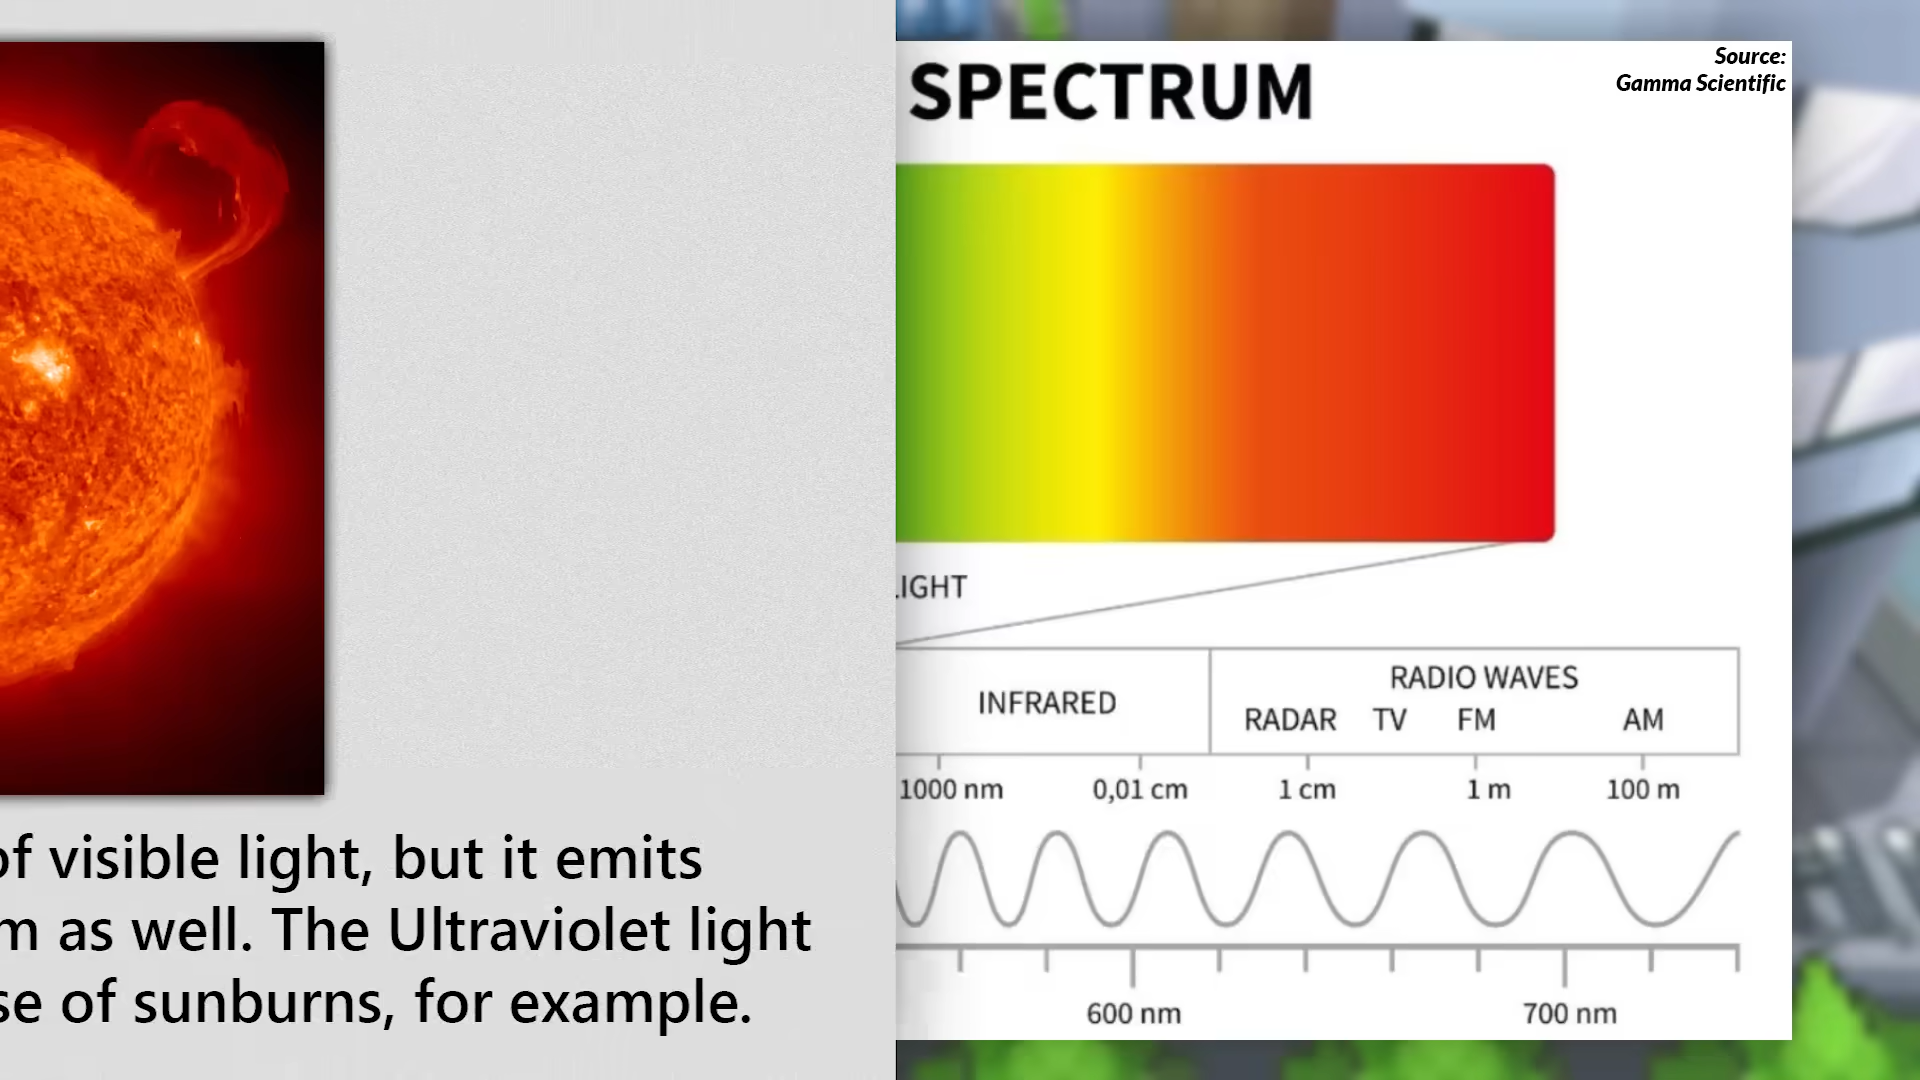 of visible light, but it emits
as well. The Ultraviolet light
of sunburns, for example.
Source:
Gamma Scientific
SPECTRUM
LIGHT
INFRARED
RADIO WAVES
RADAR TV FM AM
1000 nm 0,01 cm 1 cm 1 m 100 m
600 nm 700 nm